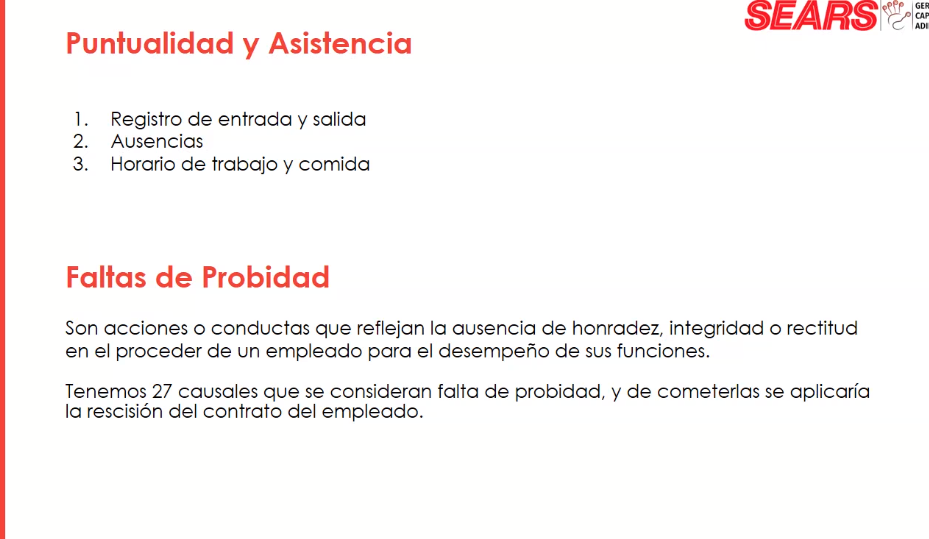 SEARS
Puntualidad y Asistencia
1. Registro de entrada y salida
2. Ausencias
3. Horario de trabajo y comida
Faltas de Probidad
Son acciones o conductas que reflejan la ausencia de honradez, integridad o rectitud
en el proceder de un empleado para el desempeño de sus funciones.
Tenemos 27 causales que se consideran falta de probidad, y de cometerlas se aplicaría
la rescisión del contrato del empleado.